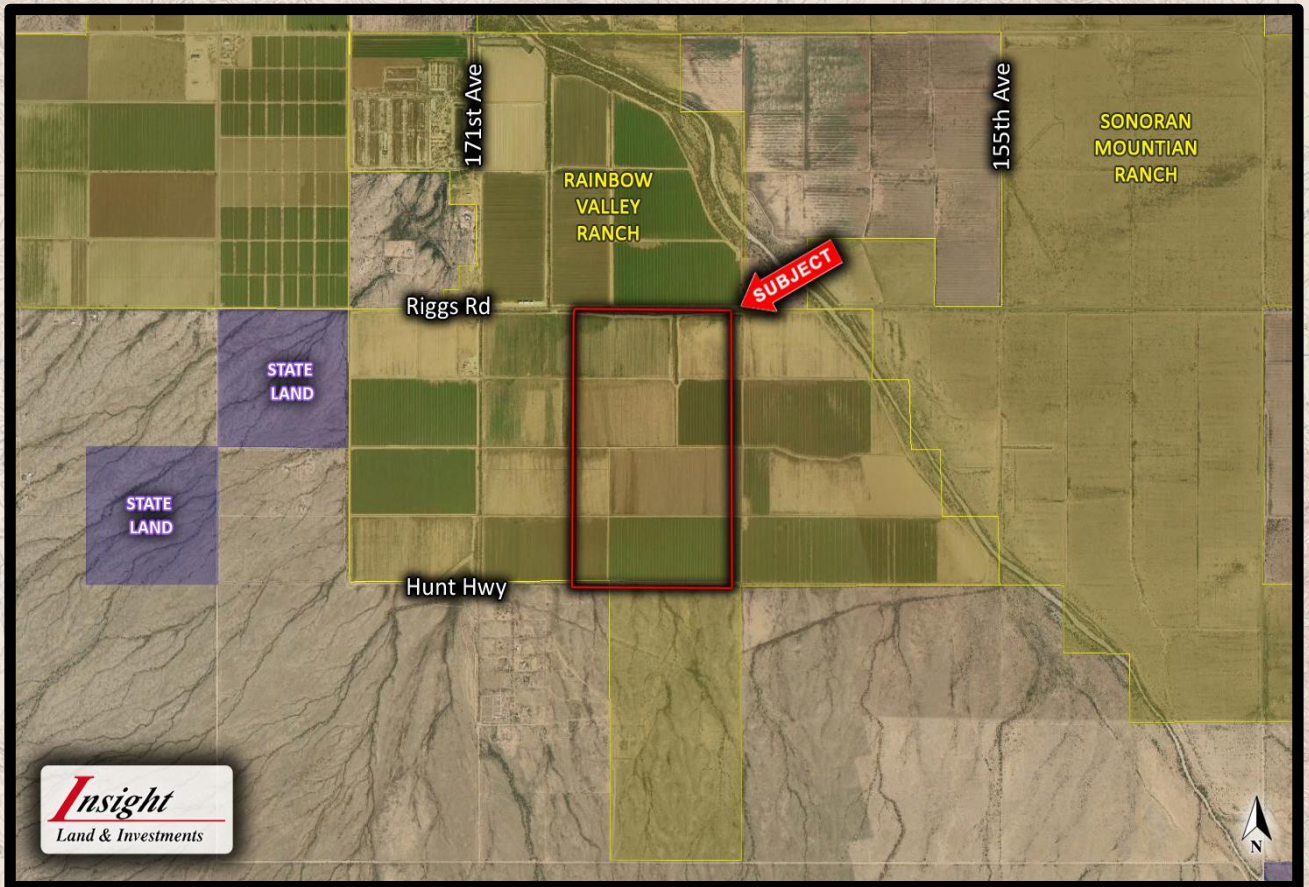 171st Ave
155th Ave
SONORAN
MOUNTIAN
RANCH
RAINBOW
VALLEY
RANCH
SUBJECT
Riggs Rd
STATE
LAND
STATE
LAND
Hunt Hwy
Insight
Land & Investments
N